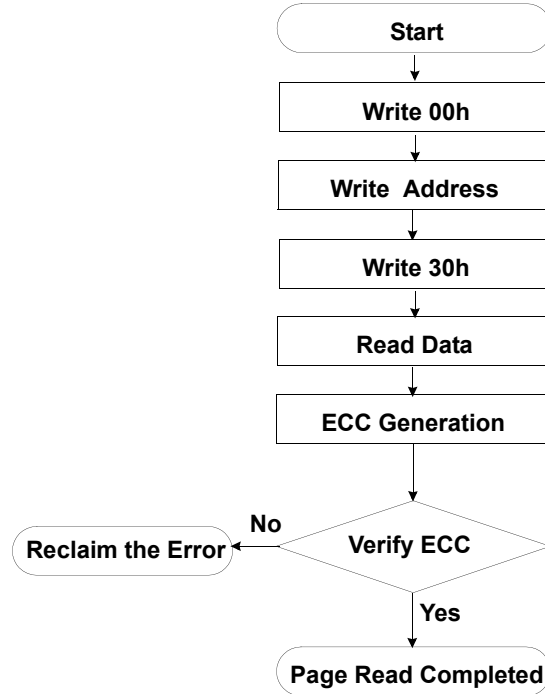 Start
Write 00h
Write Address
Write 30h
Read Data
ECC Generation
No
Reclaim the Error
Verify ECC
Yes
Page Read Completed